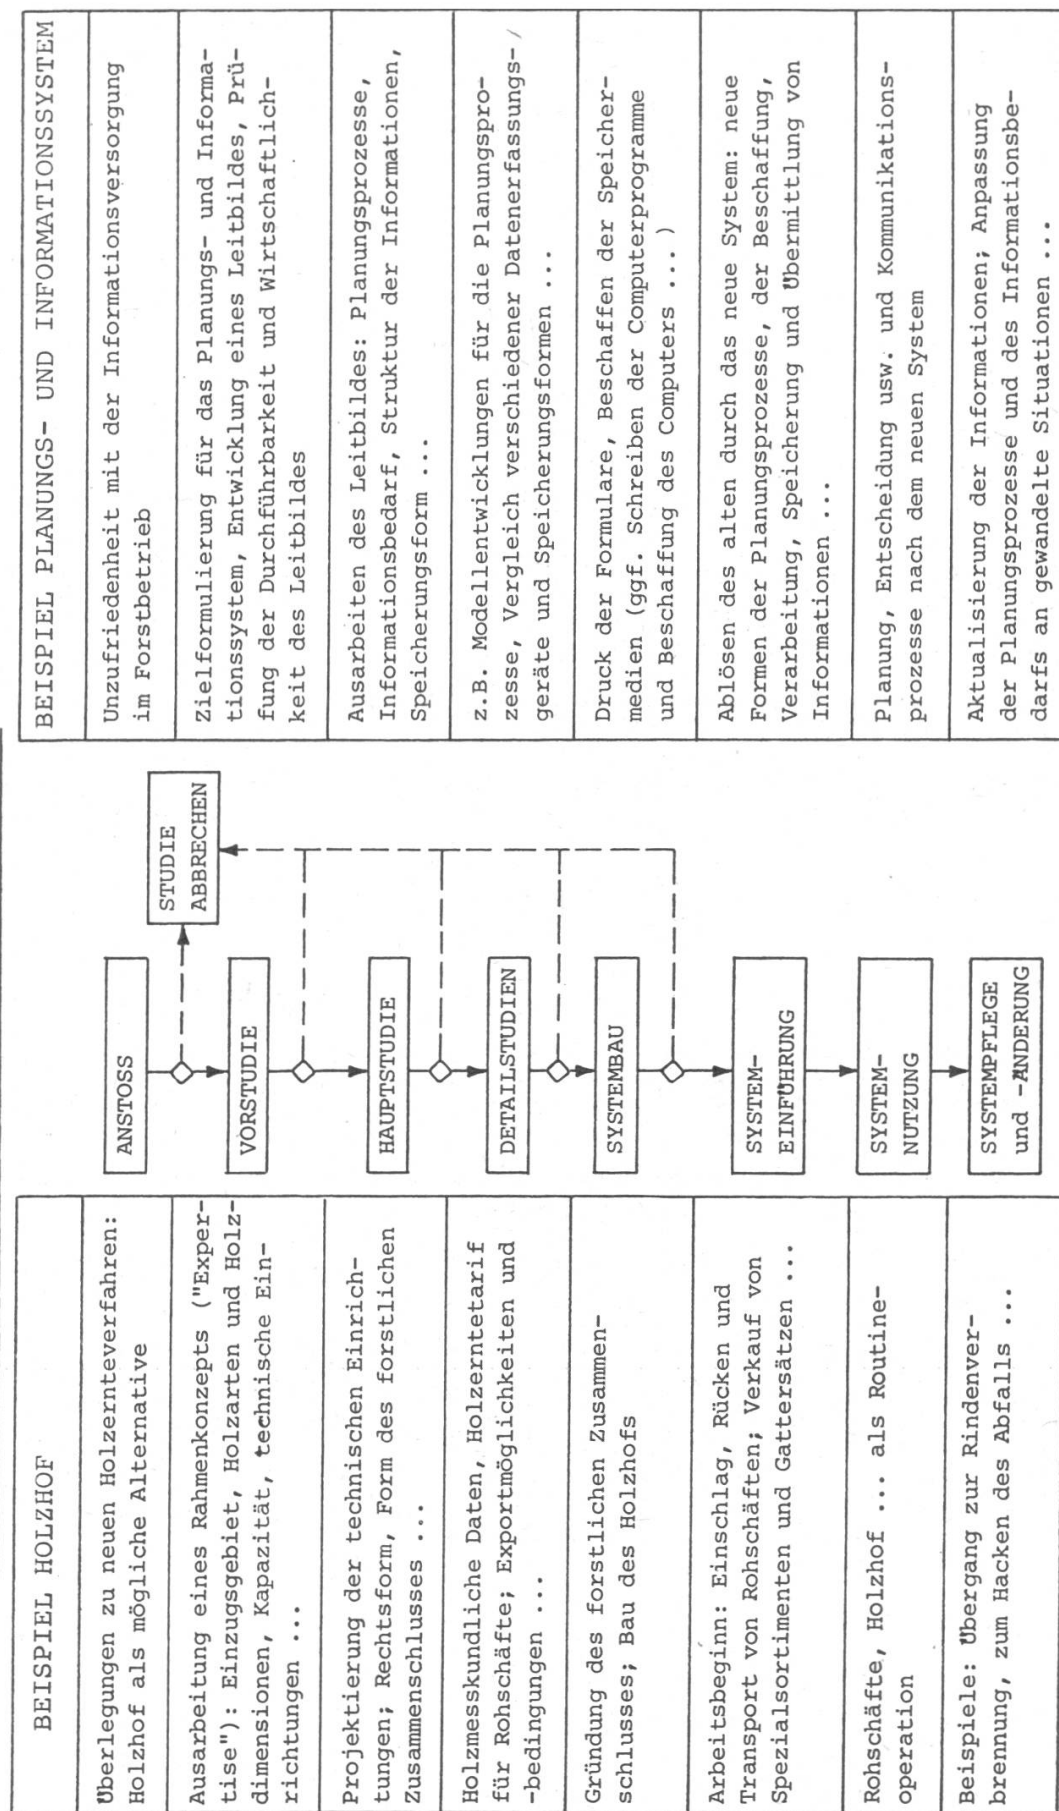 BEISPIEL HOLZHOF
Überlegungen zu neuen Holzernteverfahren:
Holzhof als mögliche Alternative
Ausarbeitung eines Rahmenkonzepts ("Exper-
tise"): Einzugsgebiet, Holzarten und Holz-
dimensionen, Kapazität, technische Ein-
richtungen ...
Projektierung der technischen Einrich-
tungen; Rechtsform, Form des forstlichen
Zusammenschlusses ...
Holzmesskundliche Daten, Holzerntetarif
für Rohschäfte; Exportmöglichkeiten und
-bedingungen ...
Gründung des forstlichen Zusammen-
schlusses; Bau des Holzhofs
Arbeitsbeginn: Einschlag, Rücken und
Transport von Rohschäften; Verkauf von
Spezialsortimenten und Gattersätzen ...
Rohschäfte, Holzhof ... als Routine-
operation
Beispiele: Übergang zur Rindenver-
brennung, zum Hacken des Abfalls ...
ANSTOSS
STUDIE
ABBRECHEN
VORSTUDIE
HAUPTSTUDIE
DETAILSTUDIEN
SYSTEMBAU
SYSTEM-
EINFÜHRUNG
SYSTEM-
NUTZUNG
SYSTEMPFLEGE
und -ÄNDERUNG
BEISPIEL PLANUNGS- UND INFORMATIONSSYSTEM
Unzufriedenheit mit der Informationsversorgung
im Forstbetrieb
Zielformulierung für das Planungs- und Informa-
tionssystem, Entwicklung eines Leitbildes, Prü-
fung der Durchführbarkeit und Wirtschaftlich-
keit des Leitbildes
Ausarbeiten des Leitbildes: Planungsprozesse,
Informationsbedarf, Struktur der Informationen,
Speicherungsform ...
z.B. Modellentwicklungen für die Planungspro-
zesse, Vergleich verschiedener Datenerfassungs-
geräte und Speicherungsformen ...
Druck der Formulare, Beschaffen der Speicher-
medien (ggf. Schreiben der Computerprogramme
und Beschaffung des Computers ... )
Ablösen des alten durch das neue System: neue
Formen der Planungsprozesse, der Beschaffung,
Verarbeitung, Speicherung und Übermittlung von
Informationen ...
Planung, Entscheidung usw. und Kommunikations-
prozesse nach dem neuen System
Aktualisierung der Informationen; Anpassung
der Planungsprozesse und des Informationsbe-
darfs an gewandelte Situationen ...